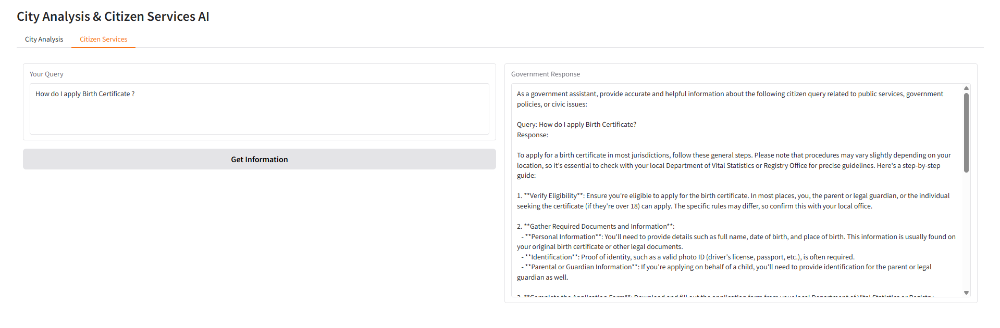 City Analysis & Citizen Services AI
City Analysis
Citizen Services
Your Query
How do I apply Birth Certificate ?
Get Information
Government Response
As a government assistant, provide accurate and helpful information about the following citizen query related to public services, government
policies, or civic issues:
Query: How do I apply Birth Certificate?
Response:
To apply for a birth certificate in most jurisdictions, follow these general steps. Please note that procedures may vary slightly depending on your
location, so it's essential to check with your local Department of Vital Statistics or Registry Office for precise guidelines. Here's a step-by-step
guide:
1. **Verify Eligibility**: Ensure you're eligible to apply for the birth certificate. In most places, you, the parent or legal guardian, or the individual
seeking the certificate (if they're over 18) can apply. The specific rules may differ, so confirm this with your local office.
2. **Gather Required Documents and Information**:
- **Personal Information**: You'll need to provide details such as full name, date of birth, and place of birth. This information is usually found on
your original birth certificate or other legal documents.
- **Identification**: Proof of identity, such as a valid photo ID (driver's license, passport, etc.), is often required.
- **Parental or Guardian Information**: If you're applying on behalf of a child, you'll need to provide identification for the parent or legal
guardian as well.
3. **Complete the Application Form**: Download and fill out the application form from your local Department of Vital Statistics or Registry